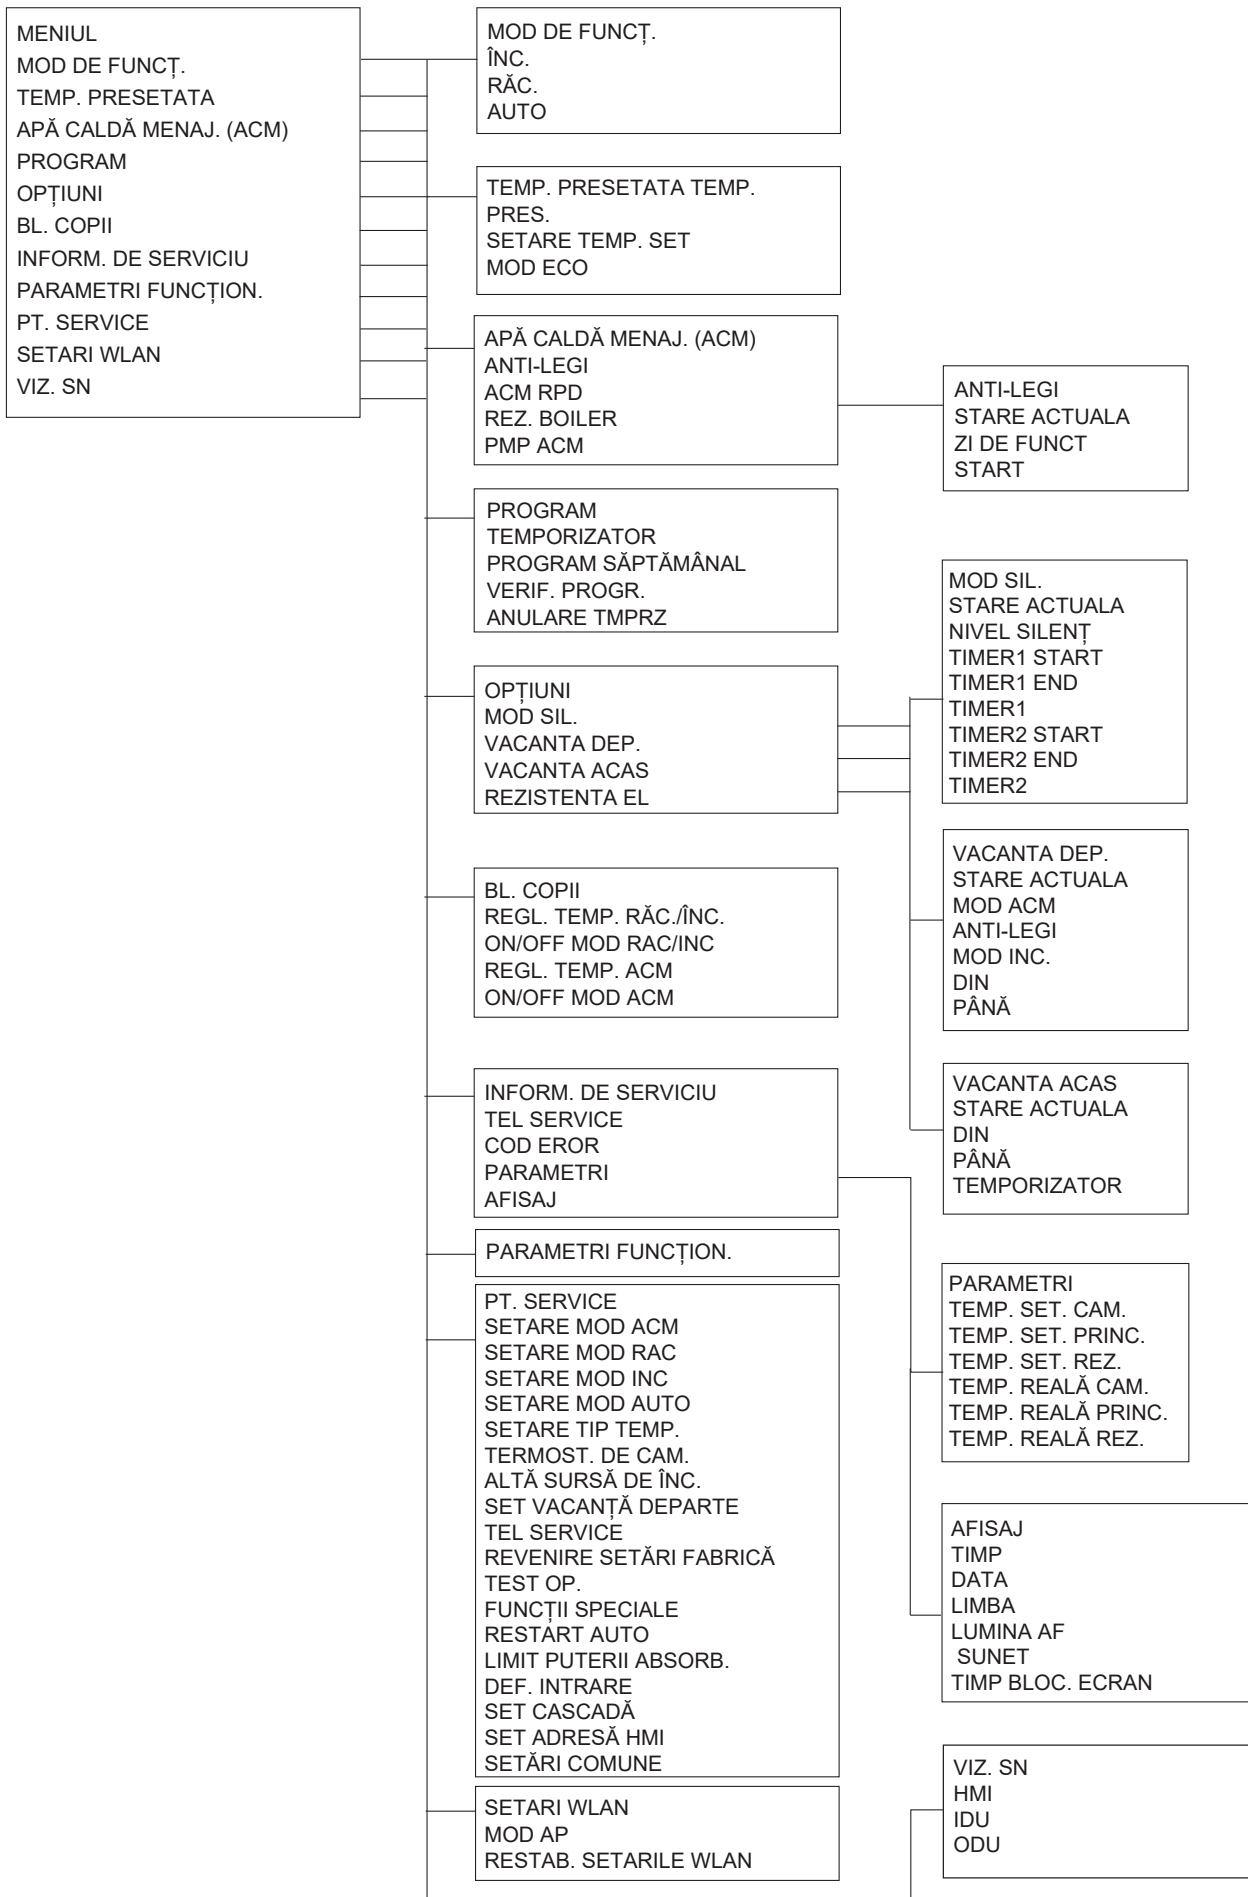 MENIUL
MOD DE FUNCȚ.
TEMP. PRESETATA
APĂ CALDĂ MENAJ. (ACM)
PROGRAM
OPȚIUNI
BL. COPII
INFORM. DE SERVICIU
PARAMETRI FUNCȚION.
PT. SERVICE
SETARI WLAN
VIZ. SN
MOD DE FUNCȚ.
ÎNC.
RĂC.
AUTO
TEMP. PRESETATA TEMP.
PRES.
SETARE TEMP. SET
MOD ECO
APĂ CALDĂ MENAJ. (ACM)
ANTI-LEGI
ACM RPD
REZ. BOILER
PMP ACM
ANTI-LEGI
STARE ACTUALA
ZI DE FUNCT
START
PROGRAM
TEMPORIZATOR
PROGRAM SĂPTĂMÂNAL
VERIF. PROGR.
ANULARE TMPRZ
OPȚIUNI
MOD SIL.
VACANTA DEP.
VACANTA ACAS
REZISTENTA EL
MOD SIL.
STARE ACTUALA
NIVEL SILENȚ
TIMER1 START
TIMER1 END
TIMER1
TIMER2 START
TIMER2 END
TIMER2
VACANTA DEP.
STARE ACTUALA
MOD ACM
ANTI-LEGI
MOD INC.
DIN
PÂNĂ
VACANTA ACAS
STARE ACTUALA
DIN
PÂNĂ
TEMPORIZATOR
BL. COPII
REGL. TEMP. RĂC./ÎNC.
ON/OFF MOD RAC/INC
REGL. TEMP. ACM
ON/OFF MOD ACM
INFORM. DE SERVICIU
TEL SERVICE
COD EROR
PARAMETRI
AFISAJ
PARAMETRI
TEMP. SET. CAM.
TEMP. SET. PRINC.
TEMP. SET. REZ.
TEMP. REALĂ CAM.
TEMP. REALĂ PRINC.
TEMP. REALĂ REZ.
AFISAJ
TIMP
DATA
LIMBA
LUMINA AF
SUNET
TIMP BLOC. ECRAN
PARAMETRI FUNCȚION.
PT. SERVICE
SETARE MOD ACM
SETARE MOD RAC
SETARE MOD INC
SETARE MOD AUTO
SETARE TIP TEMP.
TERMOST. DE CAM.
ALTĂ SURSĂ DE ÎNC.
SET VACANȚĂ DEPARTE
TEL SERVICE
REVENIRE SETĂRI FABRICĂ
TEST OP.
FUNCȚII SPECIALE
RESTART AUTO
LIMIT PUTERII ABSORB.
DEF. INTRARE
SET CASCADĂ
SET ADRESĂ HMI
SETĂRI COMUNE
SETARI WLAN
MOD AP
RESTAB. SETARILE WLAN
VIZ. SN
HMI
IDU
ODU